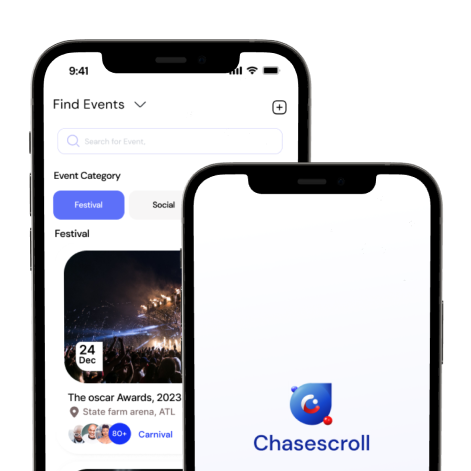 9:41
Find Events
Search for Event,
Event Category
Festival
Social
Festival
24
Dec
The oscar Awards, 2023
State farm arena, ATL
80+
Carnival
Chasescroll